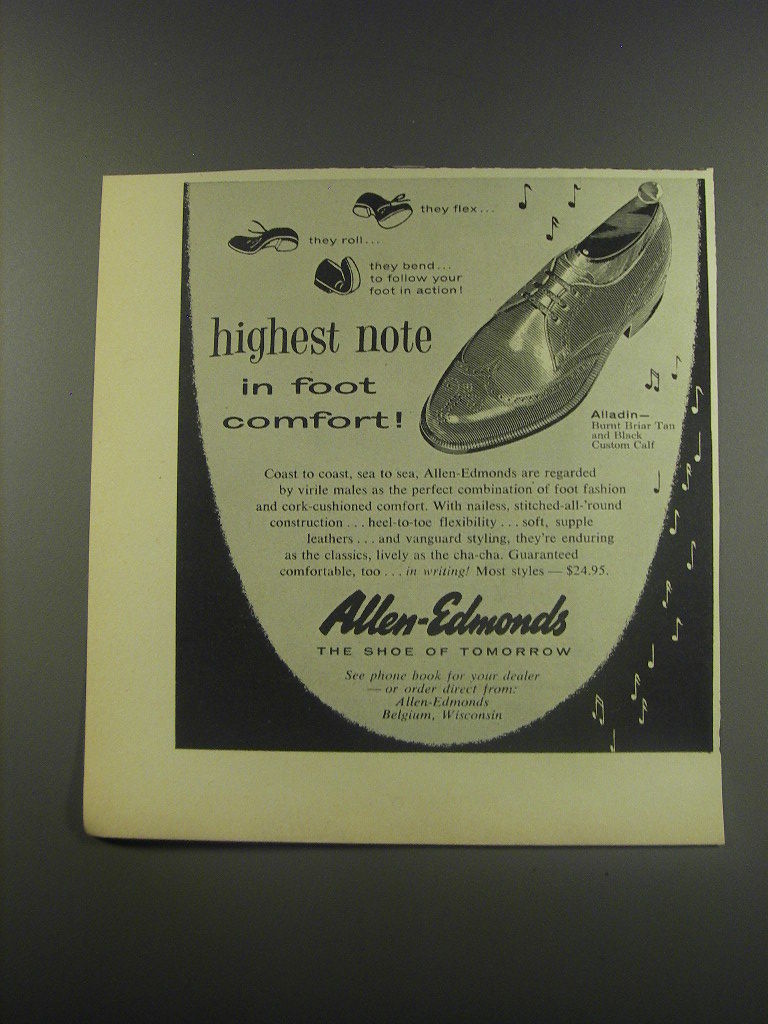 they flex...
they roll...
they bend...
to follow your
foot in action!
highest note
in foot
comfort!
Alladin—
Burnt Briar Tan
and Black
Custom Calf
Coast to coast, sea to sea, Allen-Edmonds are regarded
by virile males as the perfect combination of foot fashion
and cork-cushioned comfort. With nailess, stitched-all-'round
construction . . . heel-to-toe flexibility . . . soft, supple
leathers . . . and vanguard styling, they're enduring
as the classics, lively as the cha-cha. Guaranteed
comfortable, too . . . in writing! Most styles — $24.95.
Allen-Edmonds
THE SHOE OF TOMORROW
See phone book for your dealer
— or order direct from:
Allen-Edmonds
Belgium, Wisconsin